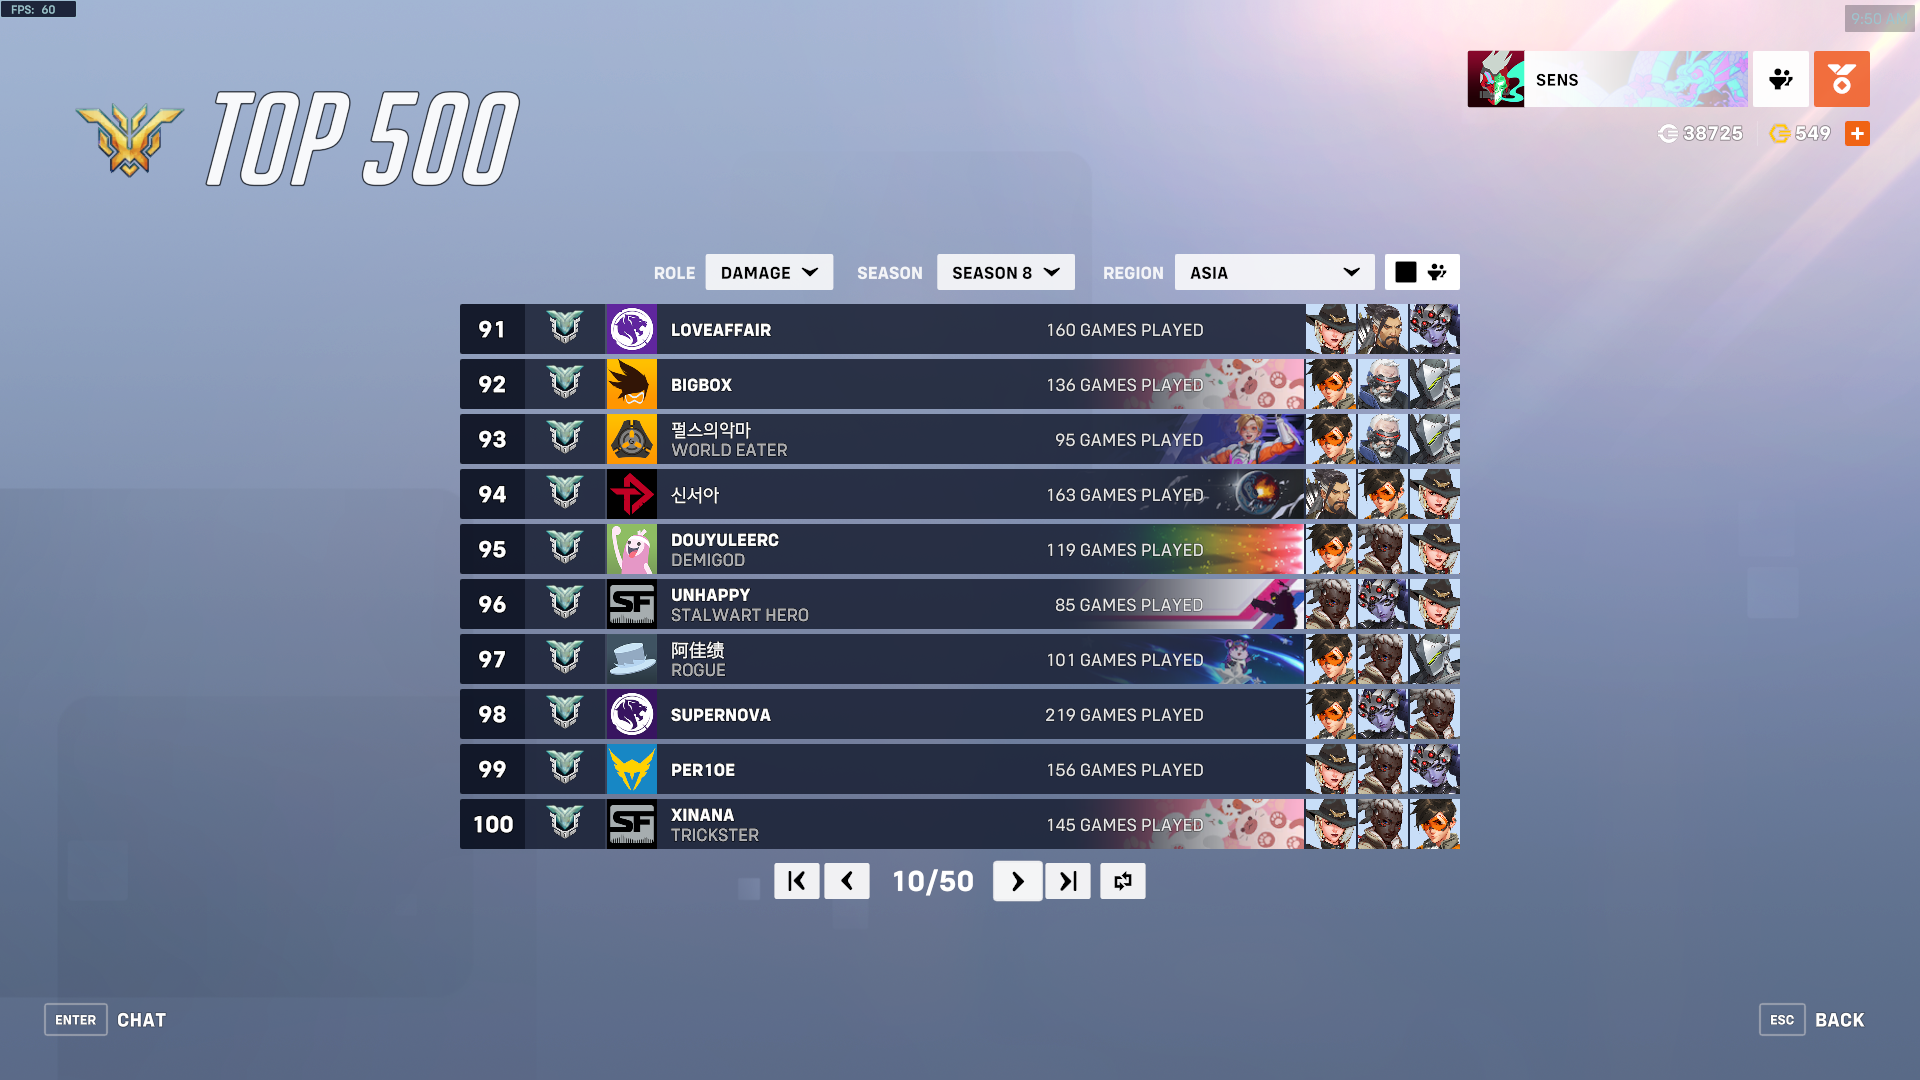 FPS: 60
9:50
TOP 500
SENS
38725
549
ROLE DAMAGE SEASON SEASON 8 REGION ASIA
91 LOVEAFFAIR 160 GAMES PLAYED
92 BIGBOX 136 GAMES PLAYED
93 펄스의악마 95 GAMES PLAYED
WORLD EATER
94 신서아 163 GAMES PLAYED
95 DOUYULEERC 119 GAMES PLAYED
DEMIGOD
96 SF UNHAPPY 85 GAMES PLAYED
STALWART HERO
97 阿佳绩 101 GAMES PLAYED
ROGUE
98 SUPERNOVA 219 GAMES PLAYED
99 PER1OE 156 GAMES PLAYED
100 SF XINANA 145 GAMES PLAYED
TRICKSTER
10/50
ENTER CHAT
ESC BACK